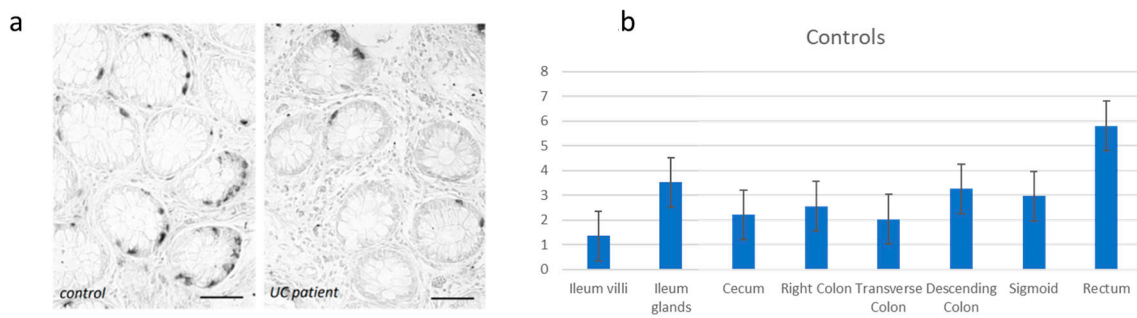 a
control
UC patient
b
Controls
8
7
6
5
4
3
2
1
0
Ileum villi
Ileum
glands
Cecum
Right Colon
Transverse
Colon
Descending
Colon
Sigmoid
Rectum